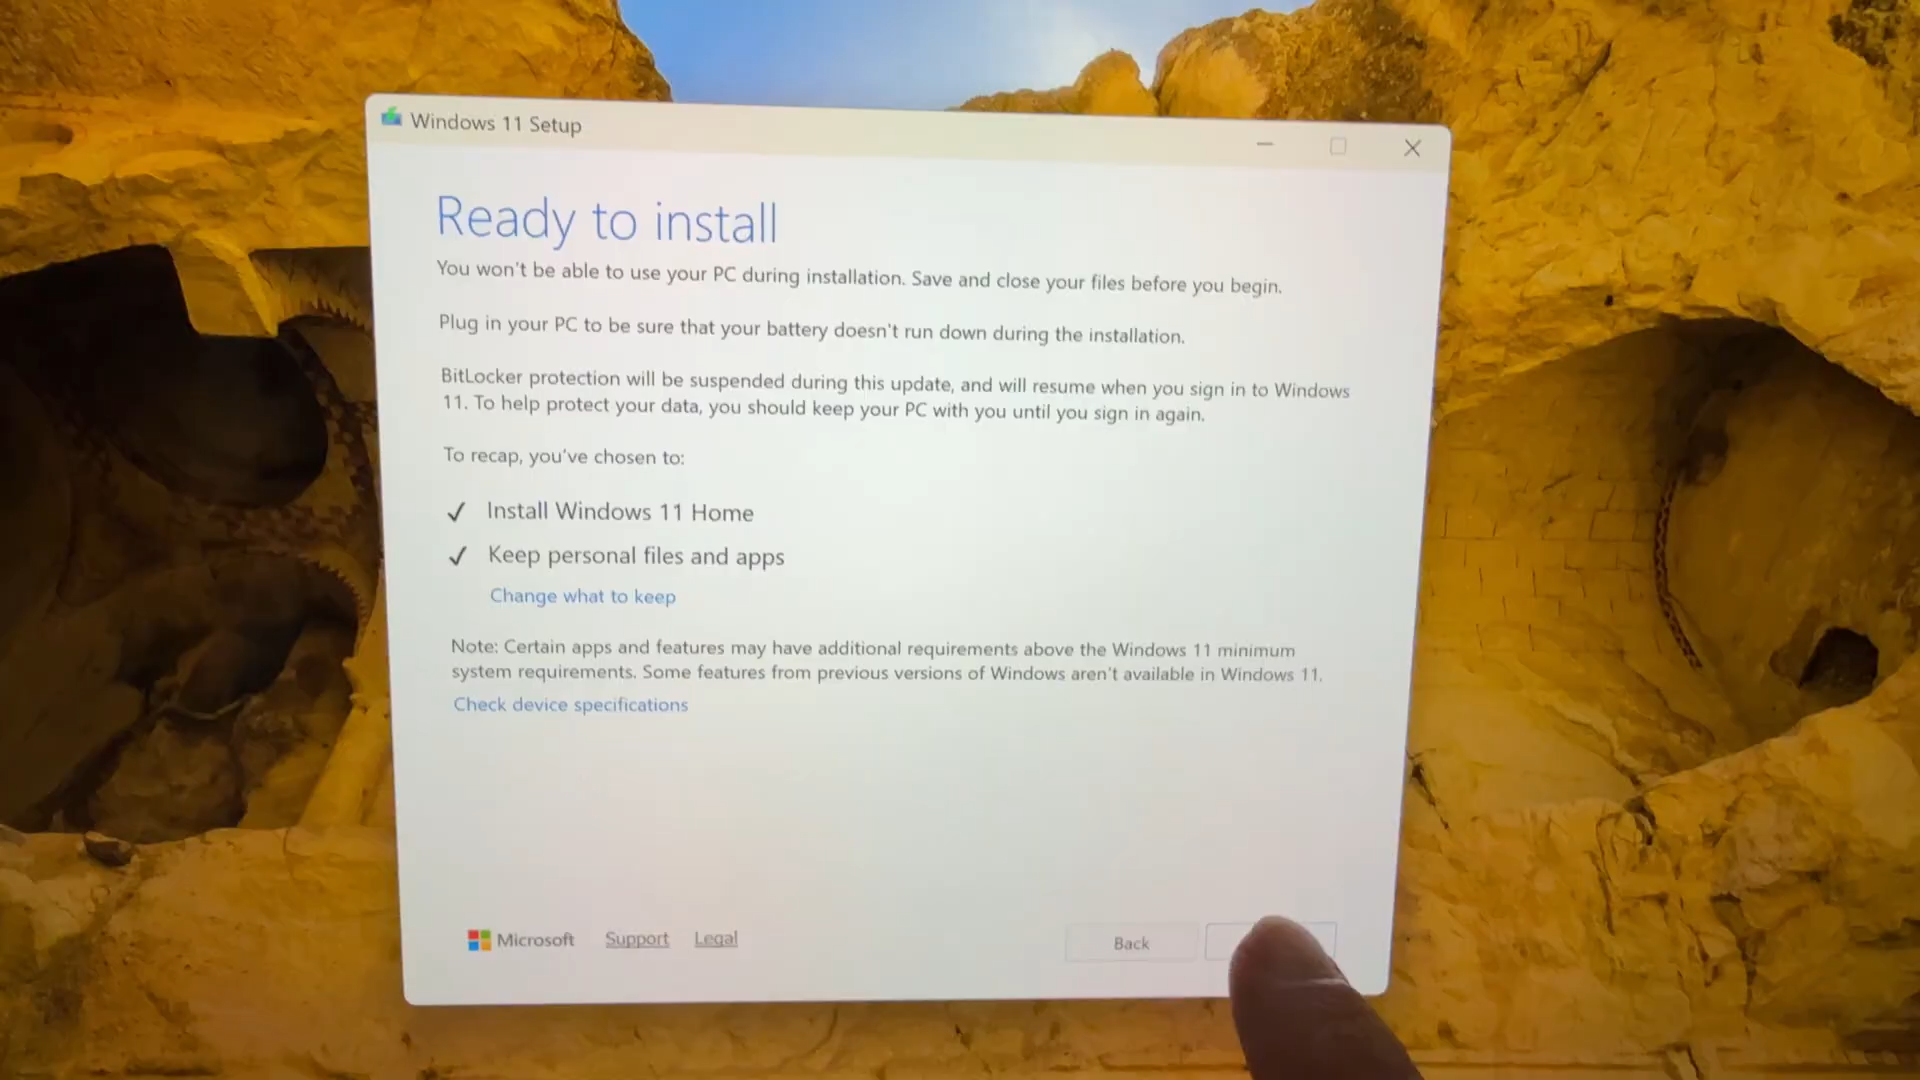 Windows 11 Setup
Ready to install
You won't be able to use your PC during installation. Save and close your files before you begin.
Plug in your PC to be sure that your battery doesn't run down during the installation.
BitLocker protection will be suspended during this update, and will resume when you sign in to Windows
11. To help protect your data, you should keep your PC with you until you sign in again.
To recap, you've chosen to:
Install Windows 11 Home
Keep personal files and apps
Change what to keep
Note: Certain apps and features may have additional requirements above the Windows 11 minimum
system requirements. Some features from previous versions of Windows aren't available in Windows 11.
Check device specifications
Microsoft Support Legal Back